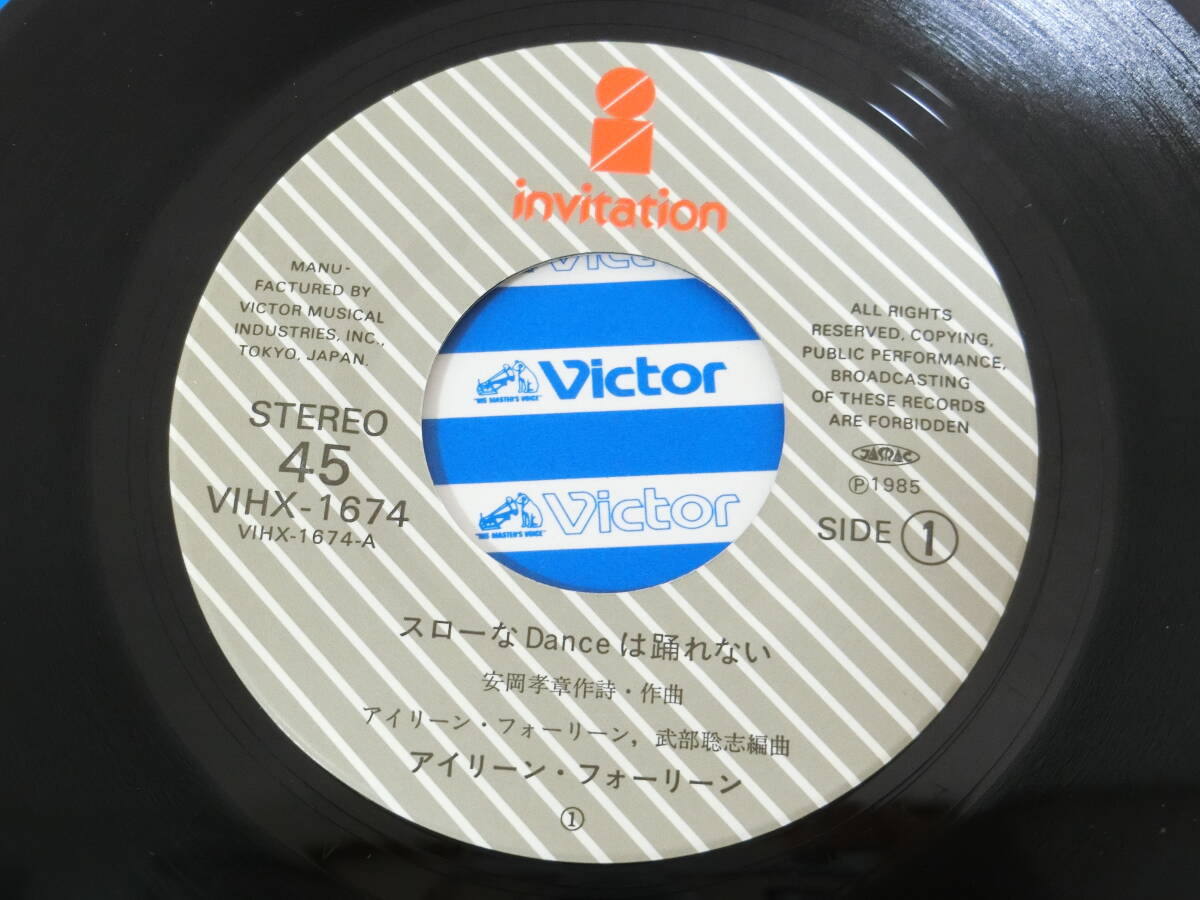 invitation
MANU-
FACTURED BY
VICTOR MUSICAL
INDUSTRIES, INC.,
TOKYO, JAPAN.
STEREO
45
VIHX-1674
VIHX-1674-A
Victor
"HIS MASTER'S VOICE"
Victor
"HIS MASTER'S VOICE"
Victor
ALL RIGHTS
RESERVED, COPYING,
PUBLIC PERFORMANCE,
BROADCASTING
OF THESE RECORDS
ARE FORBIDDEN
JASRAC
Ⓟ1985
SIDE 1
スローなDanceは踊れない
安岡孝章作詩・作曲
アイリーン・フォーリーン, 武部聡志編曲
アイリーン・フォーリーン
①